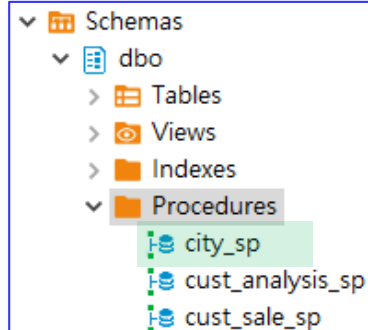 Schemas
dbo
Tables
Views
Indexes
Procedures
city_sp
cust_analysis_sp
cust_sale_sp